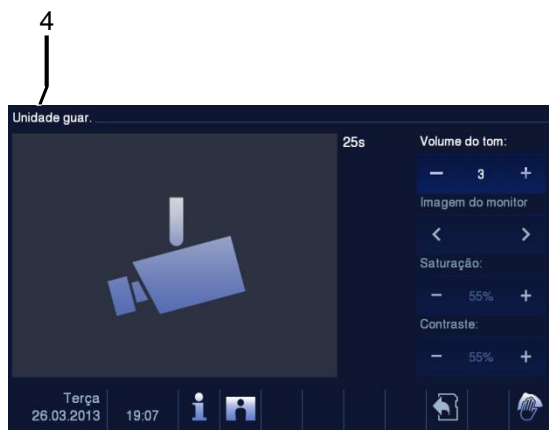 4
Unidade guar.
25s
Volume do tom:
– 3 +
Imagem do monitor
< >
Saturação:
– 55% +
Contraste:
– 55% +
Terça
26.03.2013 19:07